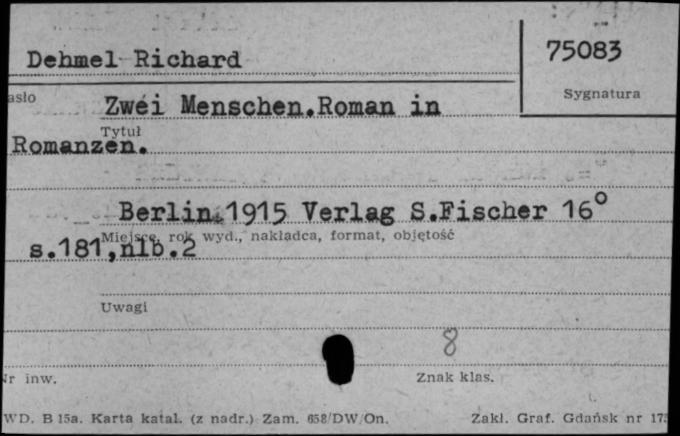 Dehmel Richard
75083
asło
Sygnatura
Zwei Menschen.Roman in
Tytuł
Romanzen.
Berlin 1915 Verlag S.Fischer 16°
Miejsce, rok wyd., nakładca, format, objętość
s.181,nlb.2
Uwagi
8
Nr inw.
Znak klas.
WD. B 15a. Karta katal. (z nadr.) Zam. 658/DW/On.
Zakł. Graf. Gdańsk nr 175